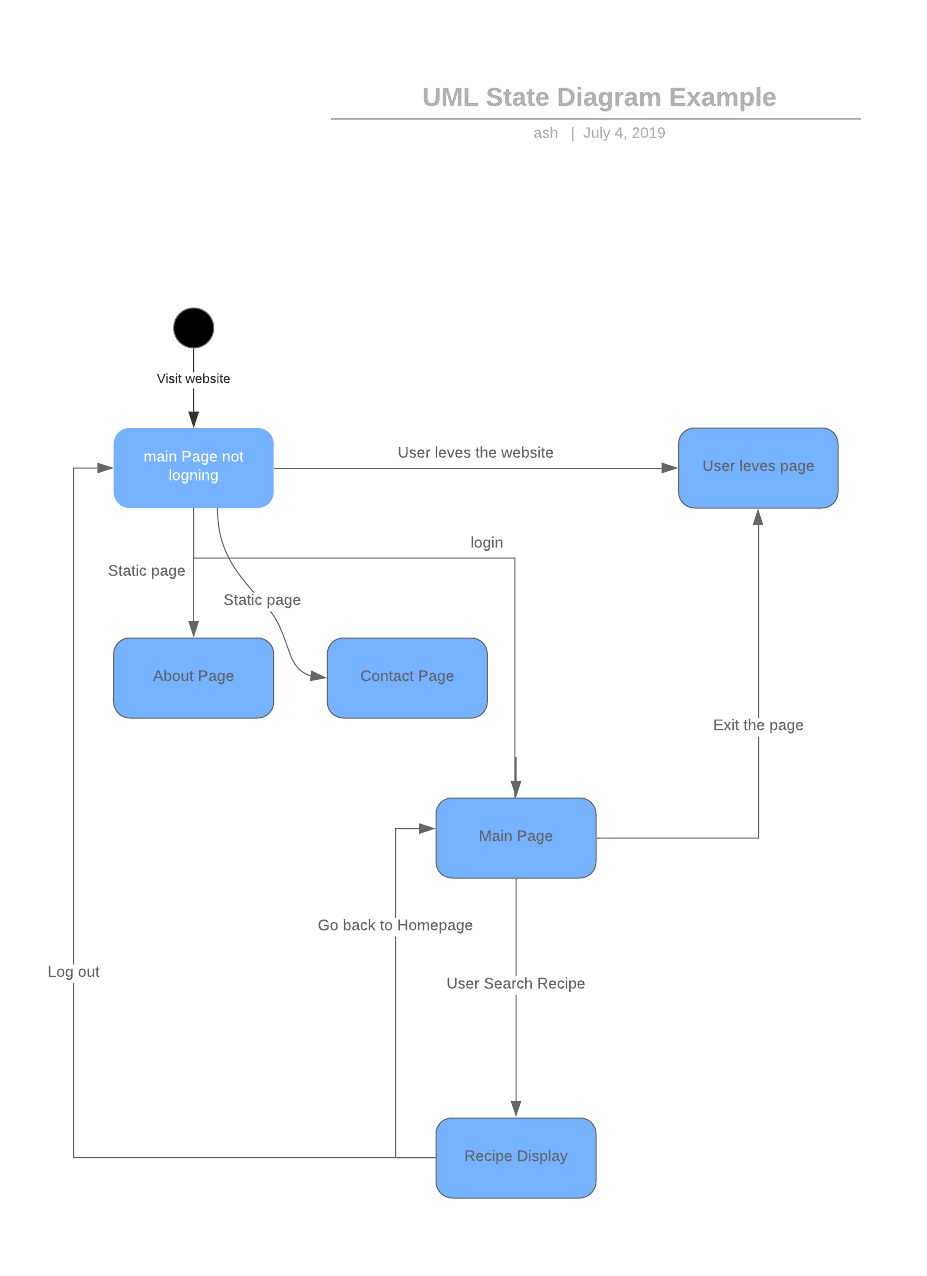 UML State Diagram Example
ash | July 4, 2019
Visit website
main Page not
logning
User leves the website
User leves page
login
Static page
Static page
About Page
Contact Page
Exit the page
Main Page
Go back to Homepage
Log out
User Search Recipe
Recipe Display